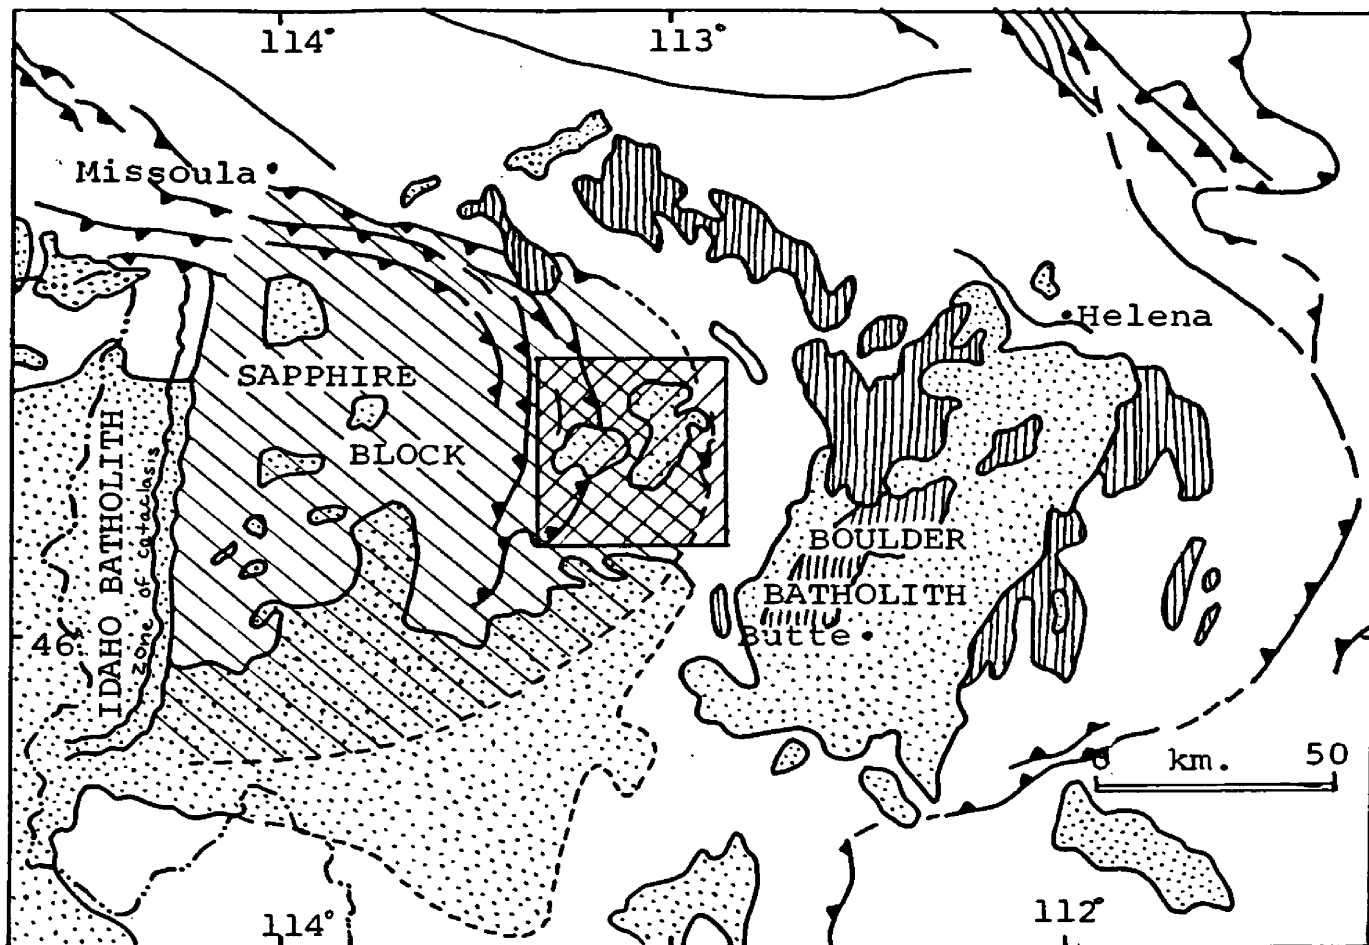 114° 113°
Missoula
Helena
SAPPHIRE
BLOCK
IDAHO BATHOLITH
zone of cataclasis
BOULDER
BATHOLITH
46 Butte
0 km. 50
114° 112°